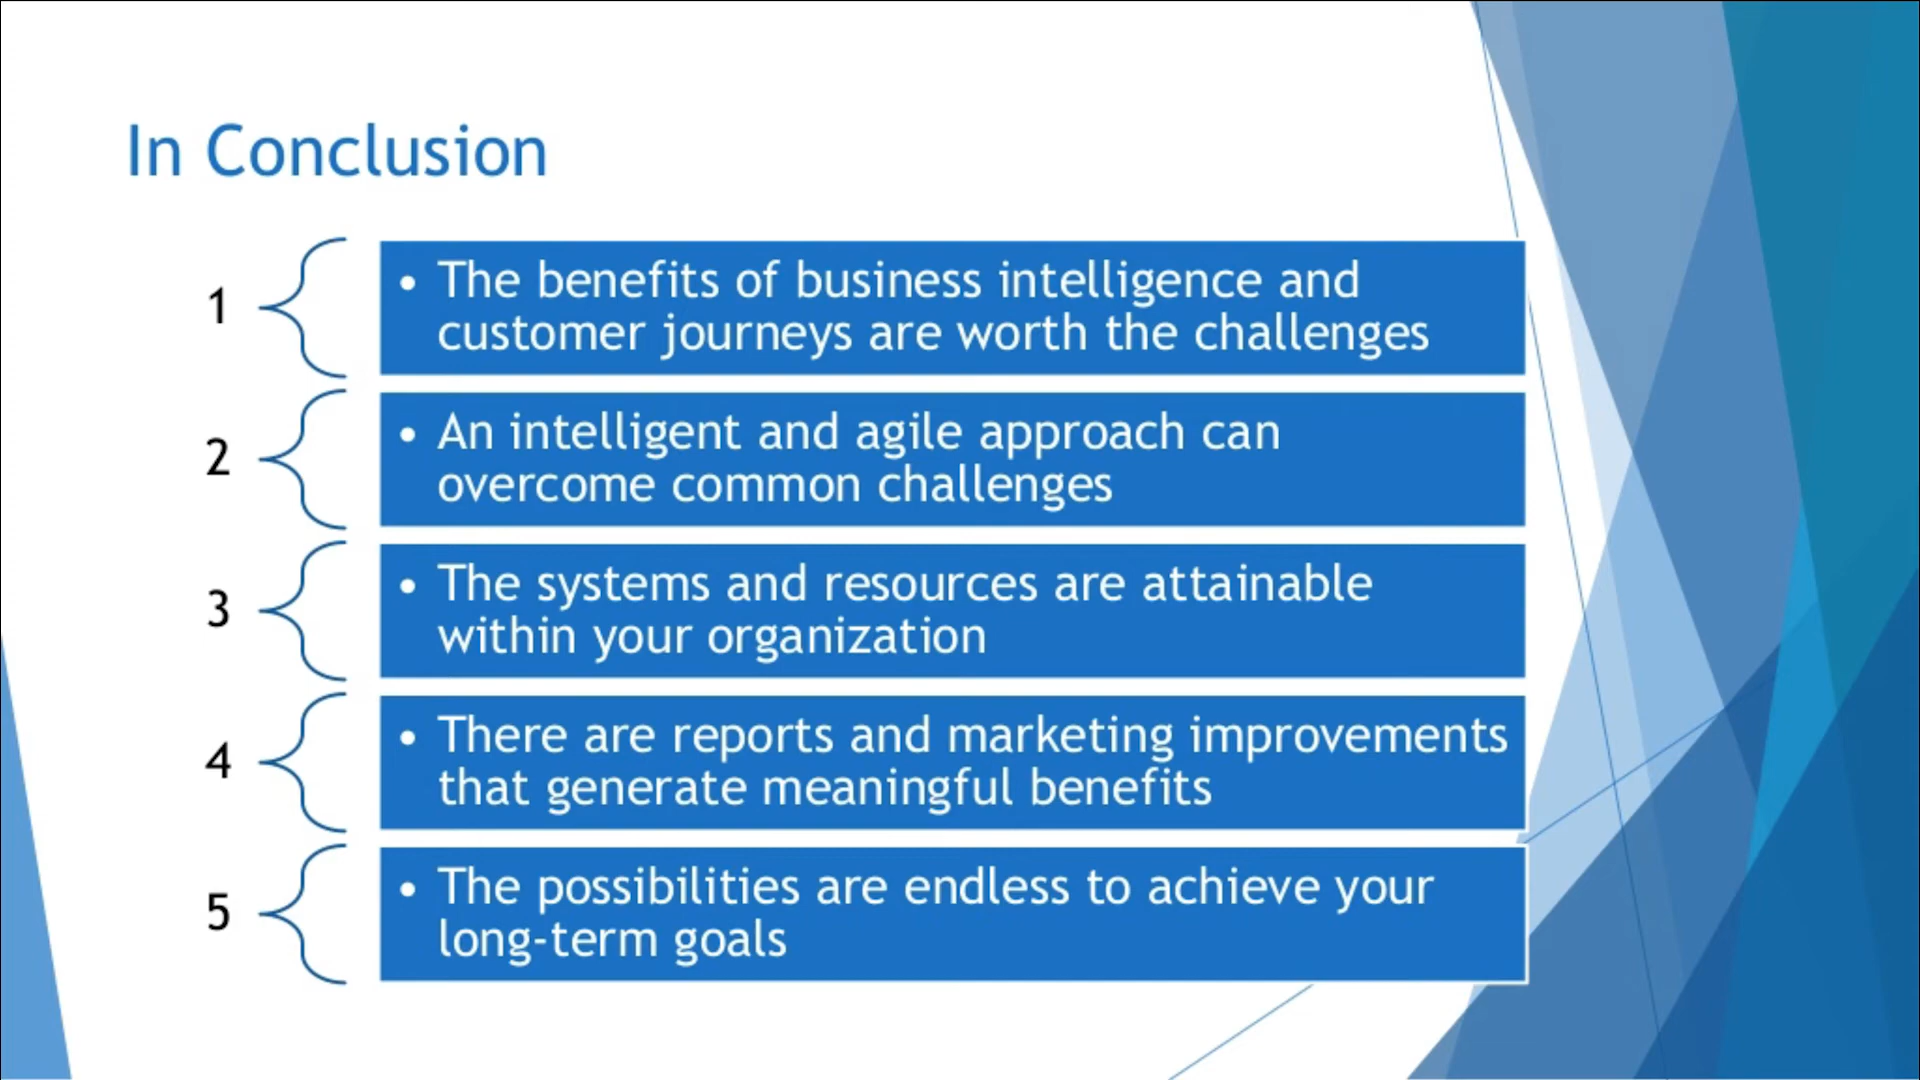 In Conclusion
1
• The benefits of business intelligence and
customer journeys are worth the challenges
2
• An intelligent and agile approach can
overcome common challenges
3
• The systems and resources are attainable
within your organization
4
• There are reports and marketing improvements
that generate meaningful benefits
5
• The possibilities are endless to achieve your
long-term goals